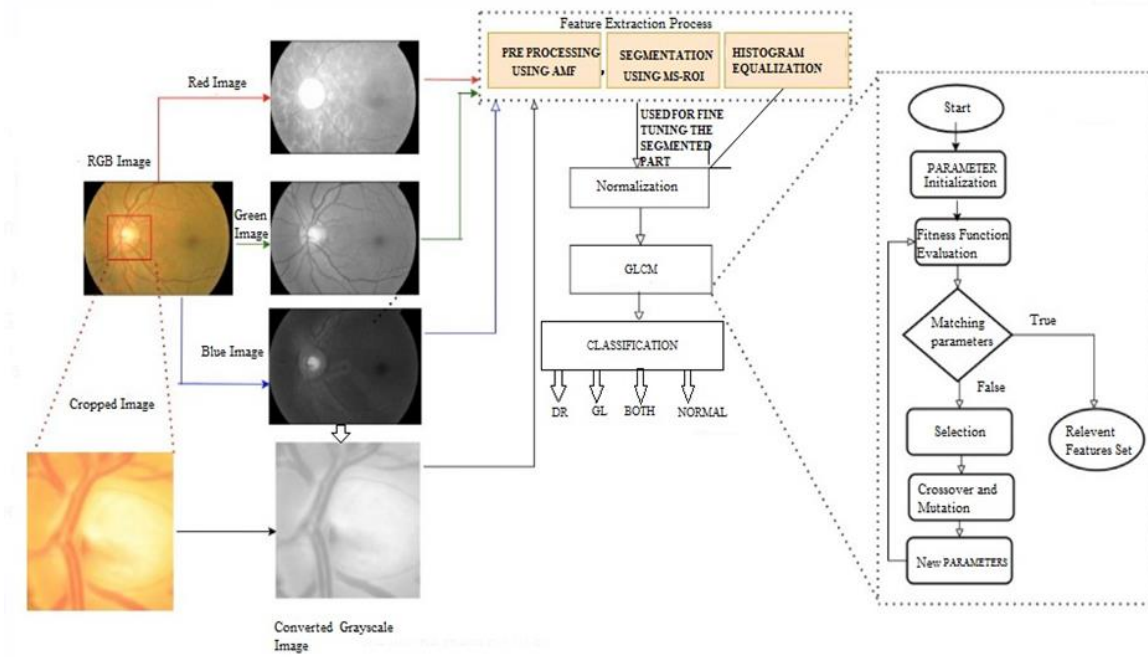 Feature Extraction Process
PRE PROCESSING
USING AMF
,
SEGMENTATION
USING MS-ROI
HISTOGRAM
EQUALIZATION
Red Image
RGB Image
Green
Image
Blue Image
Cropped Image
Converted Grayscale
Image
USED FOR FINE
TUNING THE
SEGMENTED
PART
Normalization
GLCM
CLASSIFICATION
DR
GL
BOTH
NORMAL
Start
PARAMETER
Initialization
Fitness Function
Evaluation
Matching
parameters
True
False
Selection
Relevent
Features Set
Crossover and
Mutation
New PARAMETERS